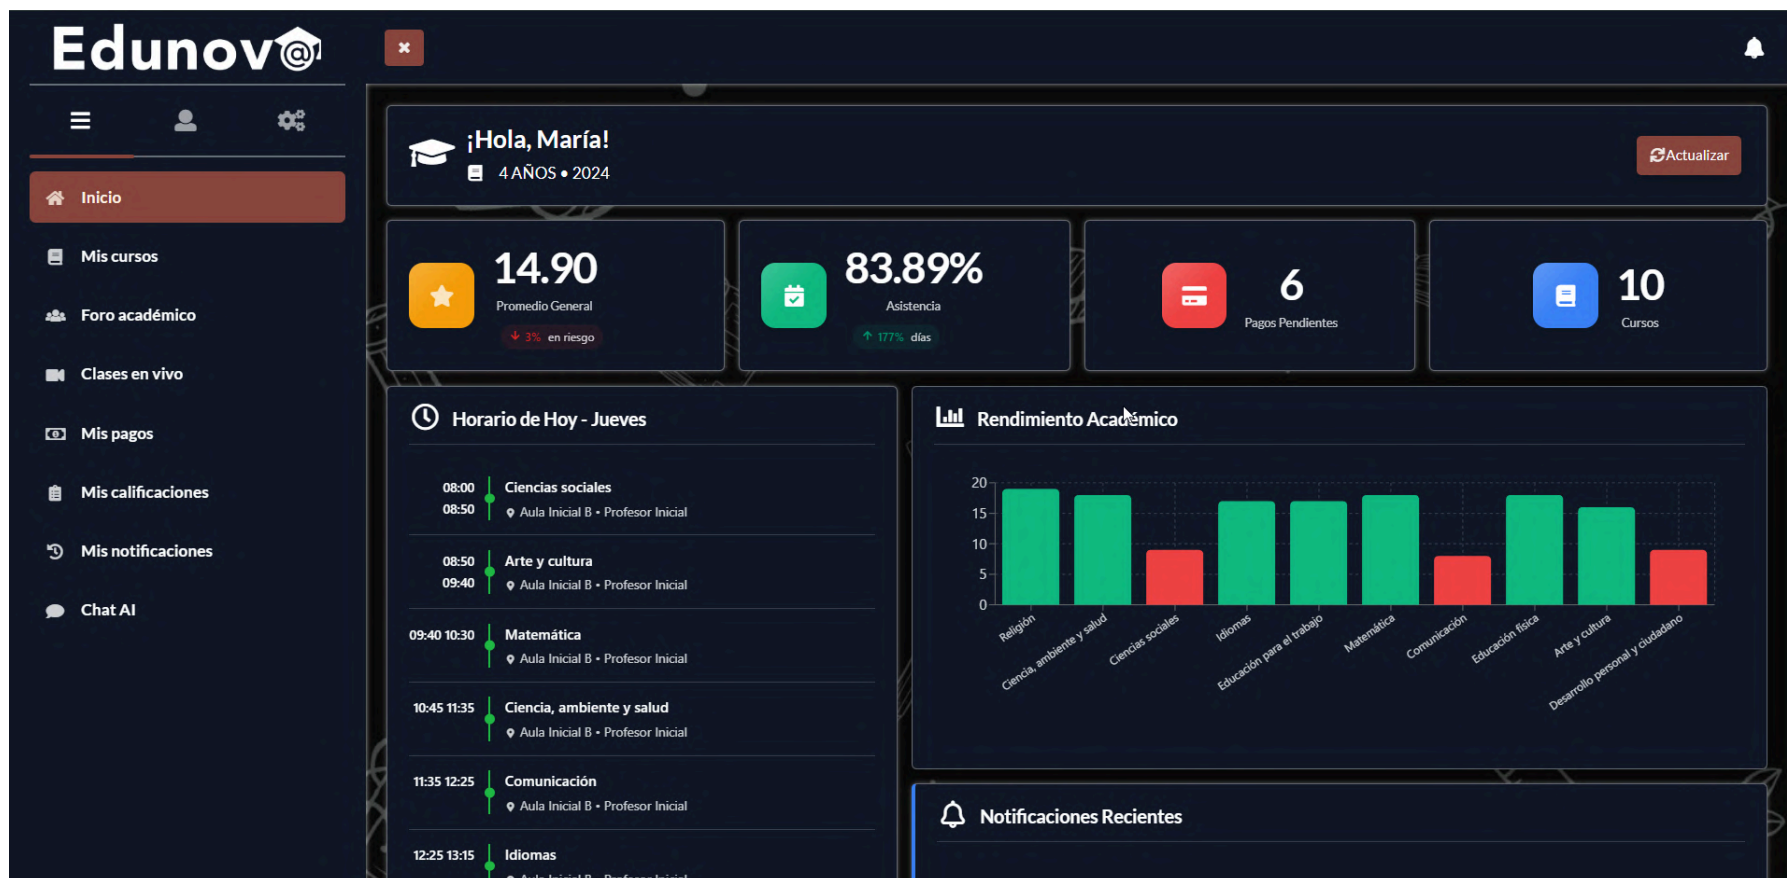 Edunov@
¡Hola, María!
4 AÑOS • 2024
Actualizar
Inicio
Mis cursos
Foro académico
Clases en vivo
Mis pagos
Mis calificaciones
Mis notificaciones
Chat AI
14.90
Promedio General
3% en riesgo
83.89%
Asistencia
177% días
6
Pagos Pendientes
10
Cursos
Horario de Hoy - Jueves
08:00
08:50
Ciencias sociales
Aula Inicial B • Profesor Inicial
08:50
09:40
Arte y cultura
Aula Inicial B • Profesor Inicial
09:40 10:30
Matemática
Aula Inicial B • Profesor Inicial
10:45 11:35
Ciencia, ambiente y salud
Aula Inicial B • Profesor Inicial
11:35 12:25
Comunicación
Aula Inicial B • Profesor Inicial
12:25 13:15
Idiomas
Aula Inicial B • Profesor Inicial
Rendimiento Académico
20
15
10
5
0
Religión
Ciencia, ambiente y salud
Ciencias sociales
Idiomas
Educación para el trabajo
Matemática
Comunicación
Educación física
Arte y cultura
Desarrollo personal y ciudadano
Notificaciones Recientes